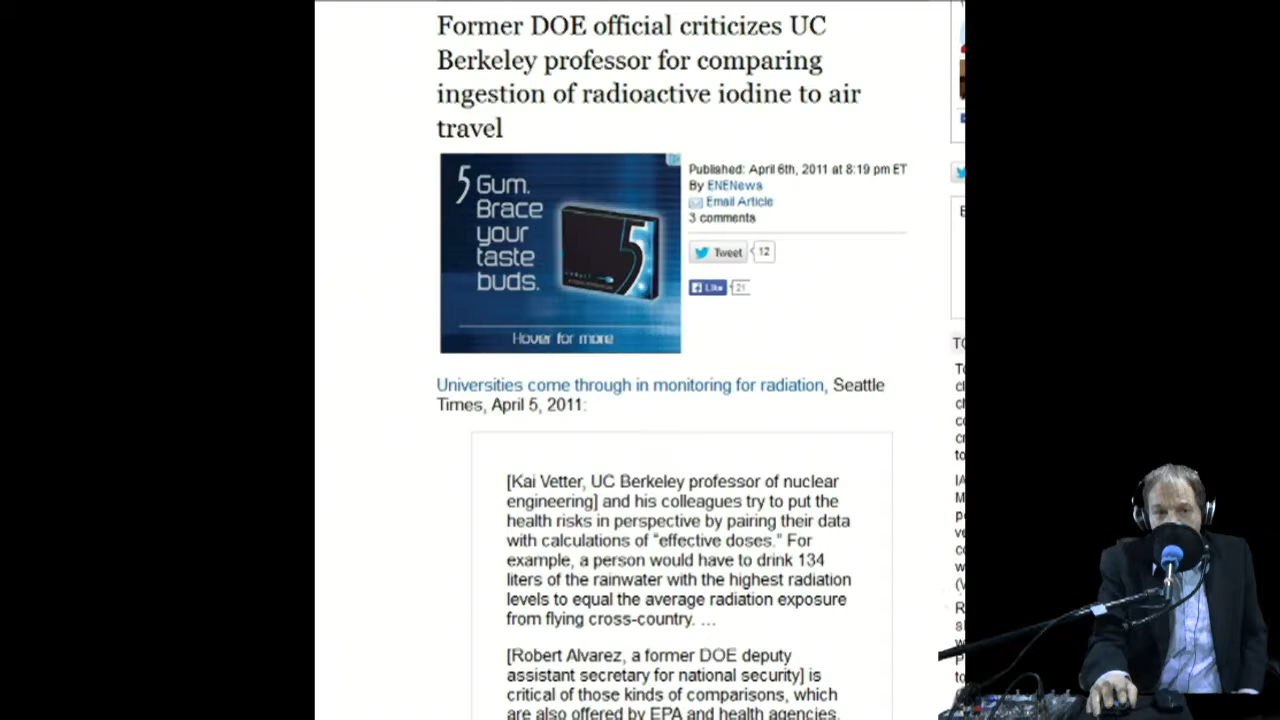 Former DOE official criticizes UC
Berkeley professor for comparing
ingestion of radioactive iodine to air
travel
5 Gum.
Brace
your
taste
buds.
5
Hover for more
Published: April 6th, 2011 at 8:19 pm ET
By ENENews
Email Article
3 comments
Tweet 12
Like 21
Universities come through in monitoring for radiation, Seattle
Times, April 5, 2011:
[Kai Vetter, UC Berkeley professor of nuclear
engineering] and his colleagues try to put the
health risks in perspective by pairing their data
with calculations of “effective doses.” For
example, a person would have to drink 134
liters of the rainwater with the highest radiation
levels to equal the average radiation exposure
from flying cross-country. …
[Robert Alvarez, a former DOE deputy
assistant secretary for national security] is
critical of those kinds of comparisons, which
are also offered by EPA and health agencies.